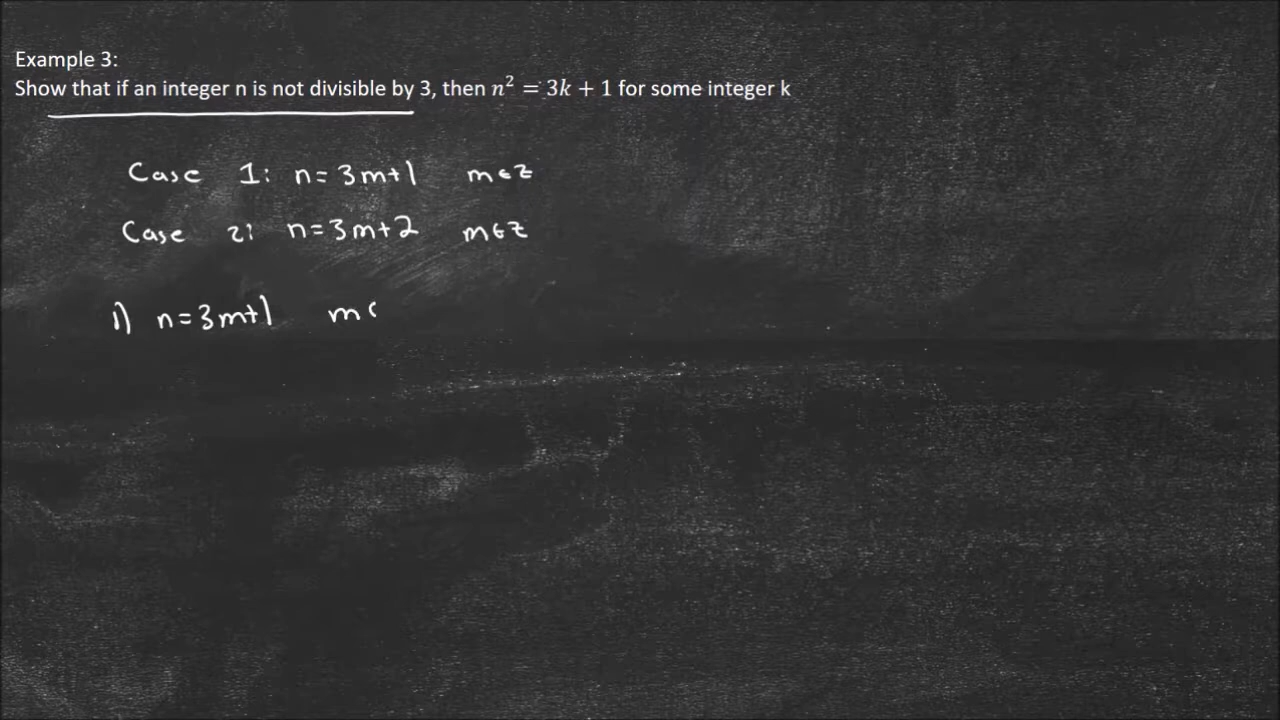 Example 3:
Show that if an integer n is not divisible by 3, then n² = 3k + 1 for some integer k
Case 1: n=3m+1 m∈Z
Case 2: n=3m+2 m∈Z
1) n=3m+1 m